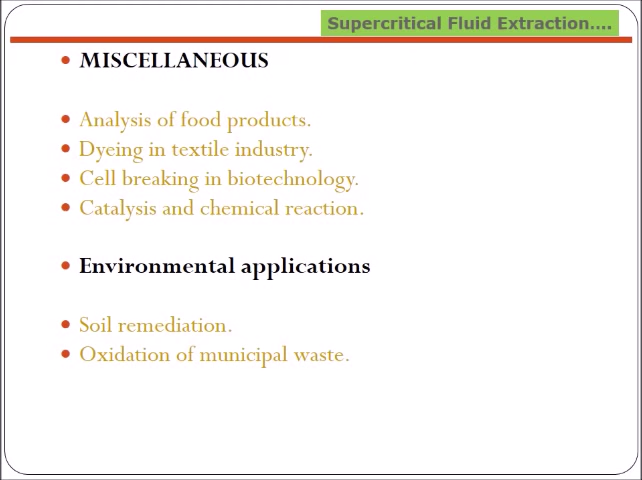 Supercritical Fluid Extraction....
MISCELLANEOUS
Analysis of food products.
Dyeing in textile industry.
Cell breaking in biotechnology.
Catalysis and chemical reaction.
Environmental applications
Soil remediation.
Oxidation of municipal waste.